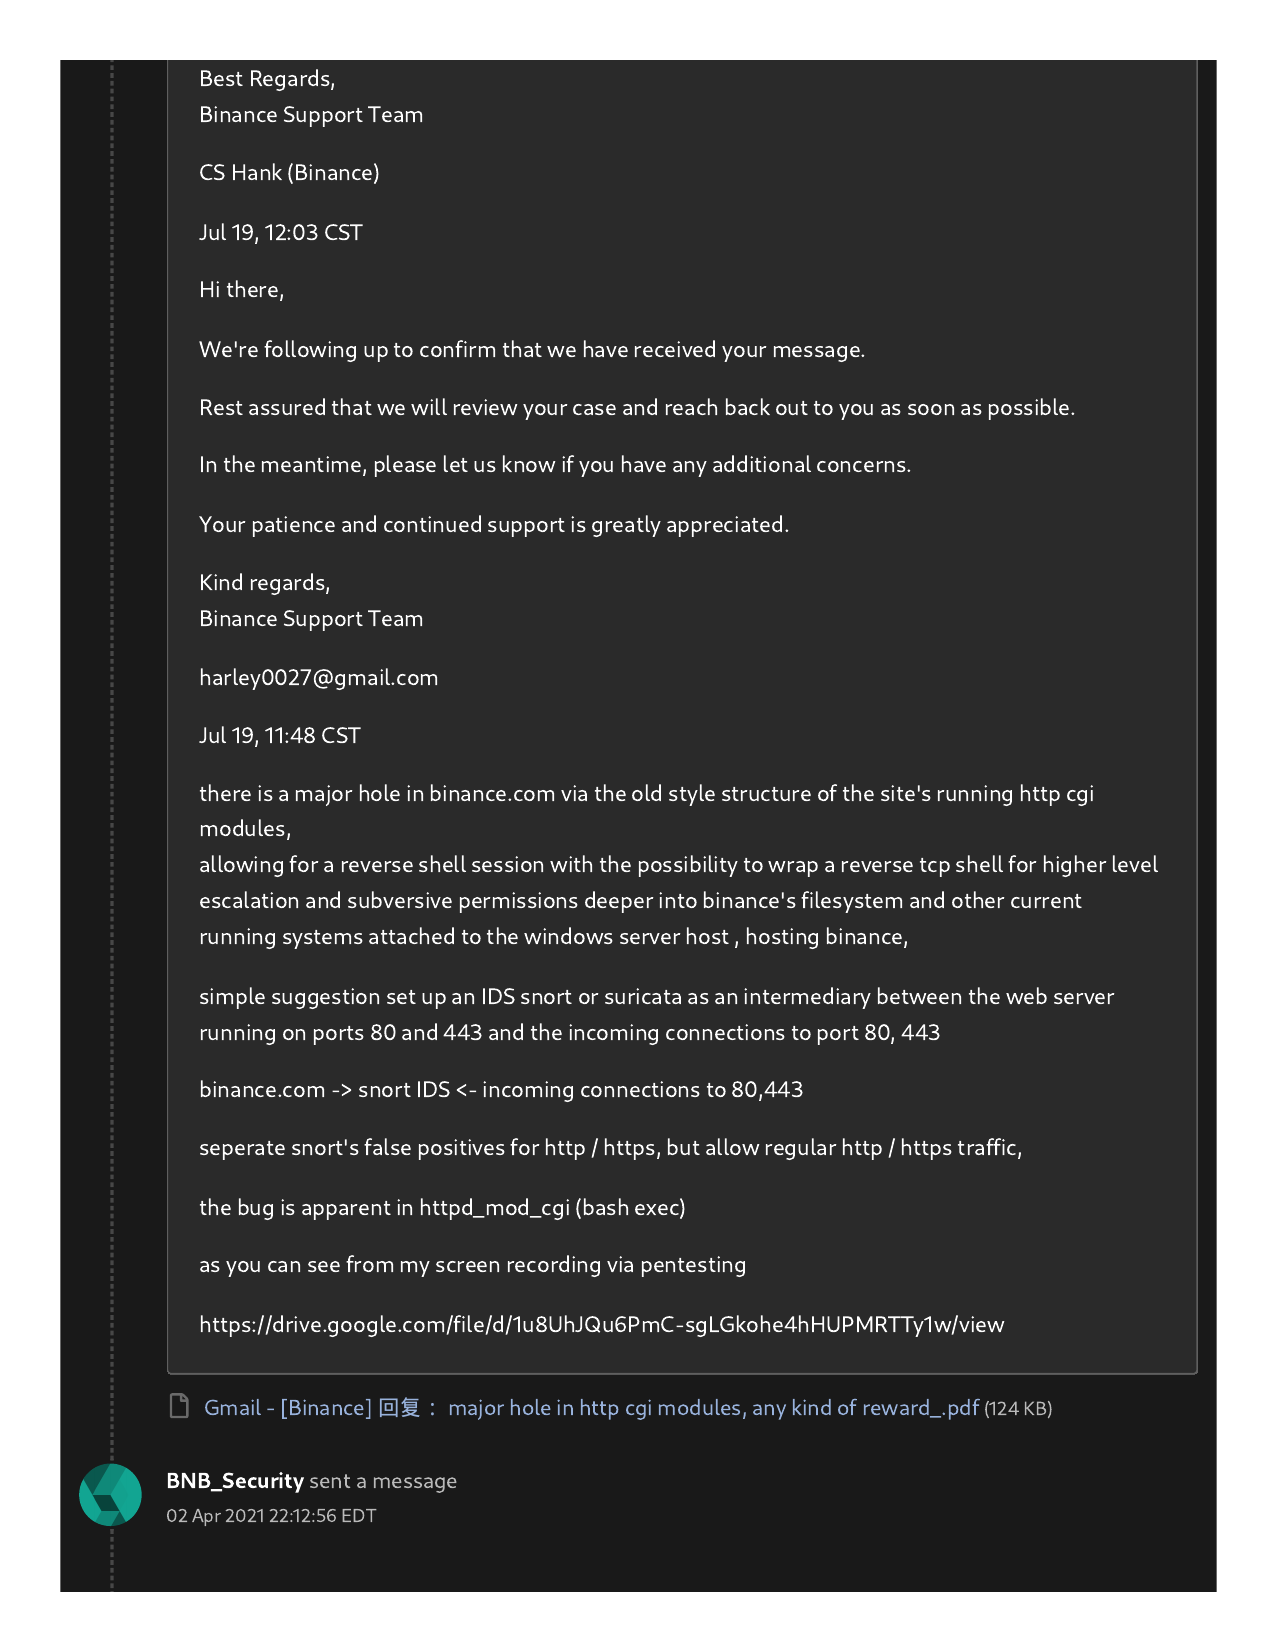 Best Regards,
Binance Support Team
CS Hank (Binance)
Jul 19, 12:03 CST
Hi there,
We're following up to confirm that we have received your message.
Rest assured that we will review your case and reach back out to you as soon as possible.
In the meantime, please let us know if you have any additional concerns.
Your patience and continued support is greatly appreciated.
Kind regards,
Binance Support Team
harley0027@gmail.com
Jul 19, 11:48 CST
there is a major hole in binance.com via the old style structure of the site's running http cgi
modules,
allowing for a reverse shell session with the possibility to wrap a reverse tcp shell for higher level
escalation and subversive permissions deeper into binance's filesystem and other current
running systems attached to the windows server host , hosting binance,
simple suggestion set up an IDS snort or suricata as an intermediary between the web server
running on ports 80 and 443 and the incoming connections to port 80, 443
binance.com -> snort IDS <- incoming connections to 80,443
seperate snort's false positives for http / https, but allow regular http / https traffic,
the bug is apparent in httpd_mod_cgi (bash exec)
as you can see from my screen recording via pentesting
https://drive.google.com/file/d/1u8UhJQu6PmC-sgLGkohe4hHUPMRTTy1w/view
Gmail - [Binance] 回复 ： major hole in http cgi modules, any kind of reward_.pdf (124 KB)
BNB_Security sent a message
02 Apr 2021 22:12:56 EDT